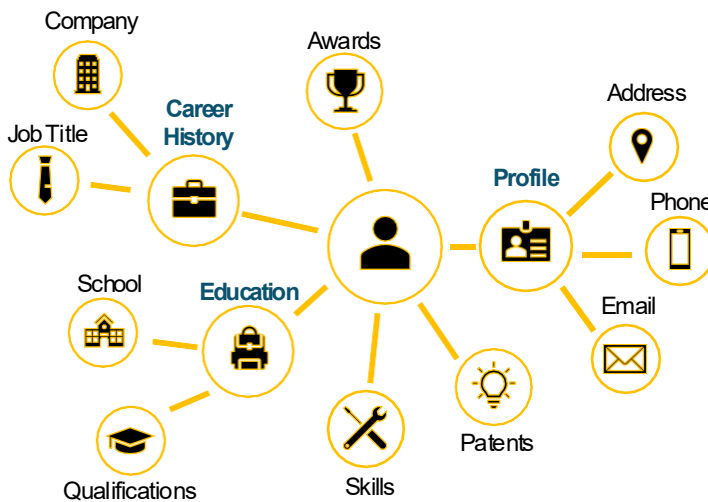 Company
Awards
Career
History
Address
Job Title
Profile
Phone
School
Education
Email
Patents
Qualifications
Skills